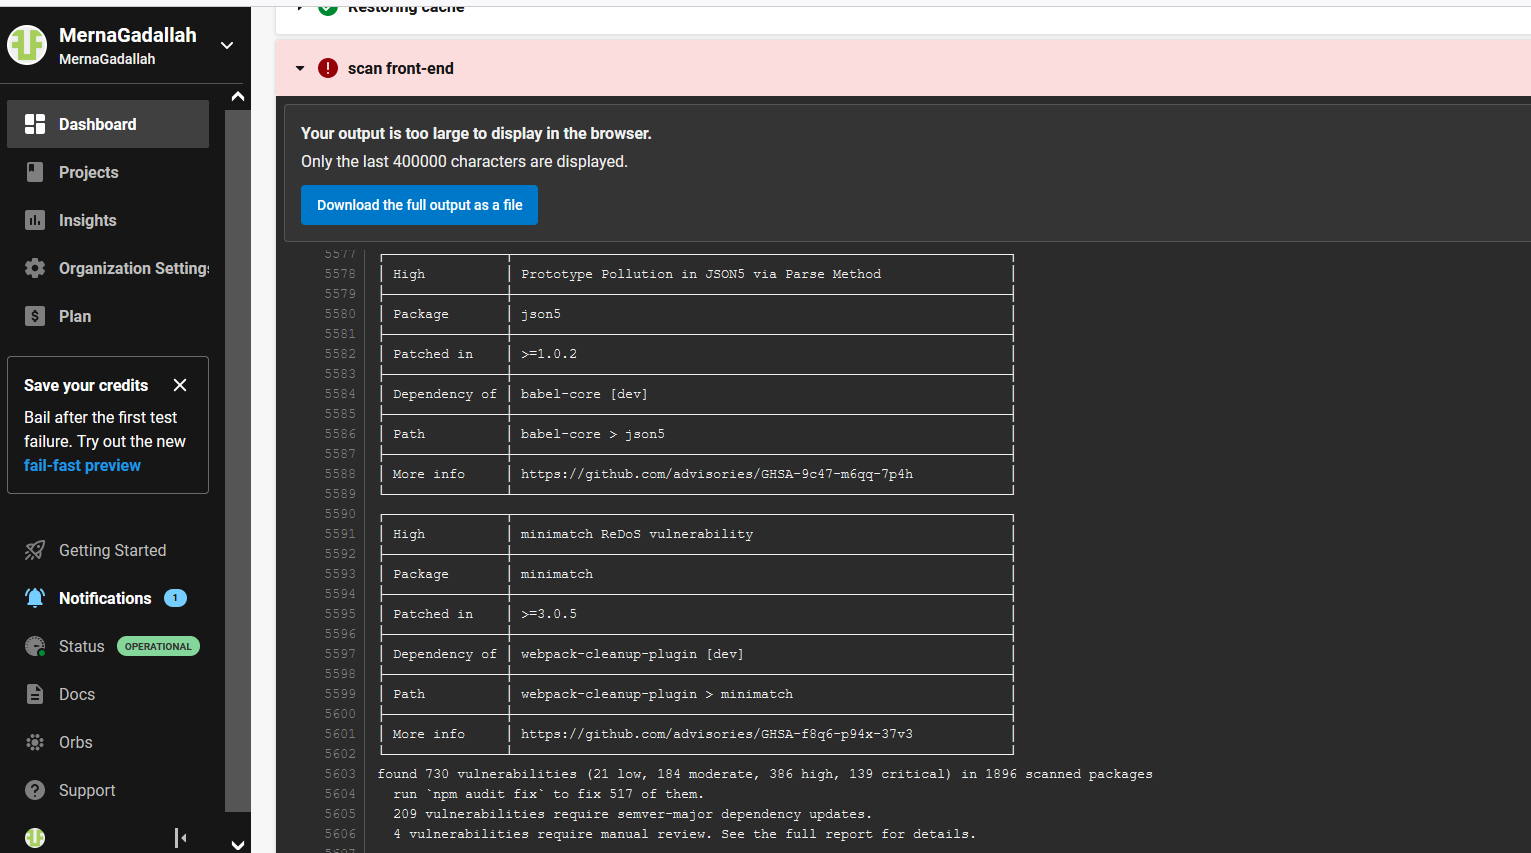 MernaGadallah
MernaGadallah
Dashboard
Projects
Insights
Organization Settings
Plan
Save your credits
Bail after the first test
failure. Try out the new
fail-fast preview
Getting Started
Notifications 1
Status OPERATIONAL
Docs
Orbs
Support
Restoring cache
scan front-end
Your output is too large to display in the browser.
Only the last 400000 characters are displayed.
Download the full output as a file
5577
5578 High Prototype Pollution in JSON5 via Parse Method
5579
5580 Package json5
5581
5582 Patched in >=1.0.2
5583
5584 Dependency of babel-core [dev]
5585
5586 Path babel-core > json5
5587
5588 More info https://github.com/advisories/GHSA-9c47-m6qq-7p4h
5589
5590
5591 High minimatch ReDoS vulnerability
5592
5593 Package minimatch
5594
5595 Patched in >=3.0.5
5596
5597 Dependency of webpack-cleanup-plugin [dev]
5598
5599 Path webpack-cleanup-plugin > minimatch
5600
5601 More info https://github.com/advisories/GHSA-f8q6-p94x-37v3
5602
5603 found 730 vulnerabilities (21 low, 184 moderate, 386 high, 139 critical) in 1896 scanned packages
5604 run `npm audit fix` to fix 517 of them.
5605 209 vulnerabilities require semver-major dependency updates.
5606 4 vulnerabilities require manual review. See the full report for details.
5607